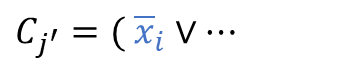 C_{j′} = ( x̅_i ∨ ⋯